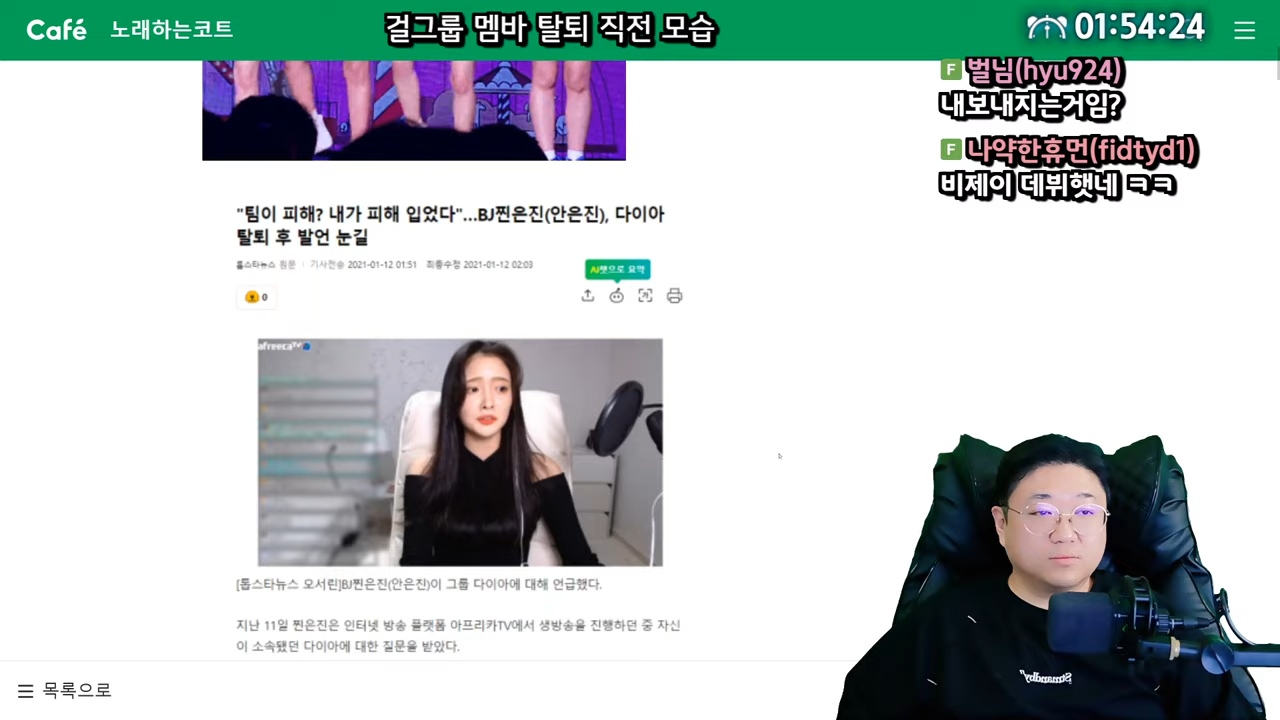 Café 노래하는코트
걸그룹 멤바 탈퇴 직전 모습
01:54:24
F 벌님(hyu924)
내보내지는거임?
F 나약한휴먼(fidtyd1)
비제이 데뷔햇네 ㅋㅋ
"팀이 피해? 내가 피해 입었다"...BJ찐은진(안은진), 다이아
탈퇴 후 발언 눈길
톱스타뉴스 원문 | 기사전송 2021-01-12 01:51 최종수정 2021-01-12 02:03
AI챗으로 요약
0
afreecaTV
[톱스타뉴스 오서린]BJ찐은진(안은진)이 그룹 다이아에 대해 언급했다.
지난 11일 찐은진은 인터넷 방송 플랫폼 아프리카TV에서 생방송을 진행하던 중 자신
이 소속됐던 다이아에 대한 질문을 받았다.
목록으로